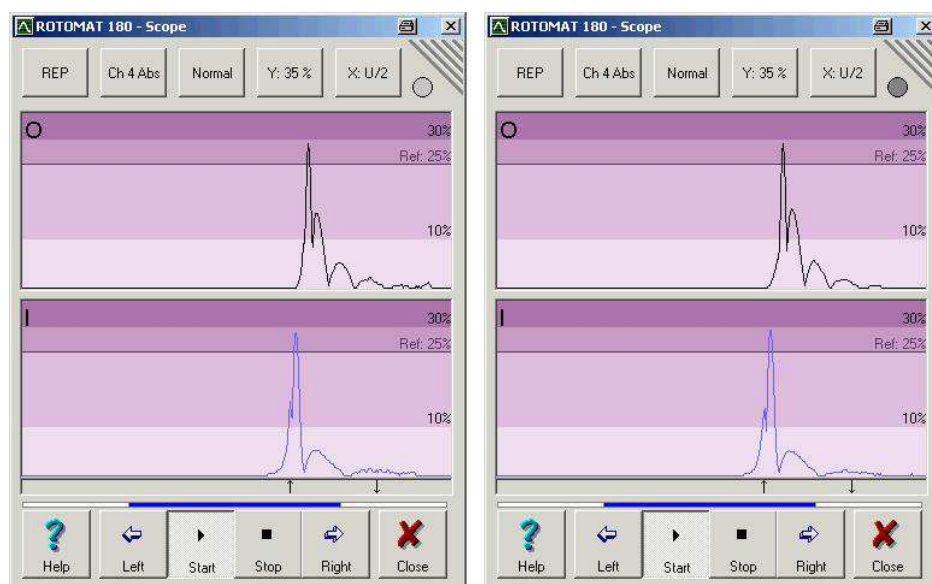 ROTOMAT 180 - Scope
REP Ch 4 Abs Normal Y: 35 % X: U/2
O
30%
Ref: 25%
10%
I
30%
Ref: 25%
10%
Help Left Start Stop Right Close
ROTOMAT 180 - Scope
REP Ch 4 Abs Normal Y: 35 % X: U/2
O
30%
Ref: 25%
10%
I
30%
Ref: 25%
10%
Help Left Start Stop Right Close